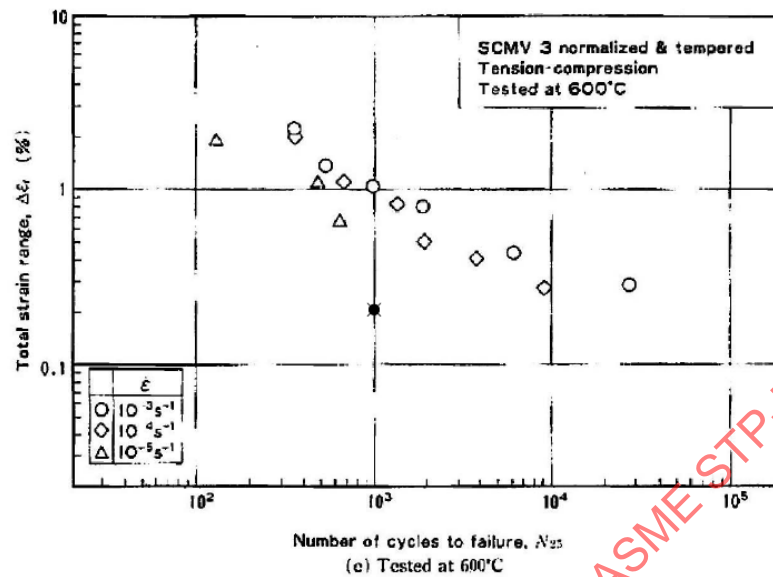 10
SCMV 3 normalized & tempered
Tension-compression
Tested at 600°C
Total strain range, Δεt (%)
1
0.1
ε̇
○ 10⁻³s⁻¹
◇ 10⁻⁴s⁻¹
△ 10⁻⁵s⁻¹
10² 10³ 10⁴ 10⁵
Number of cycles to failure, N₂₅
(e) Tested at 600°C
ASME STP-